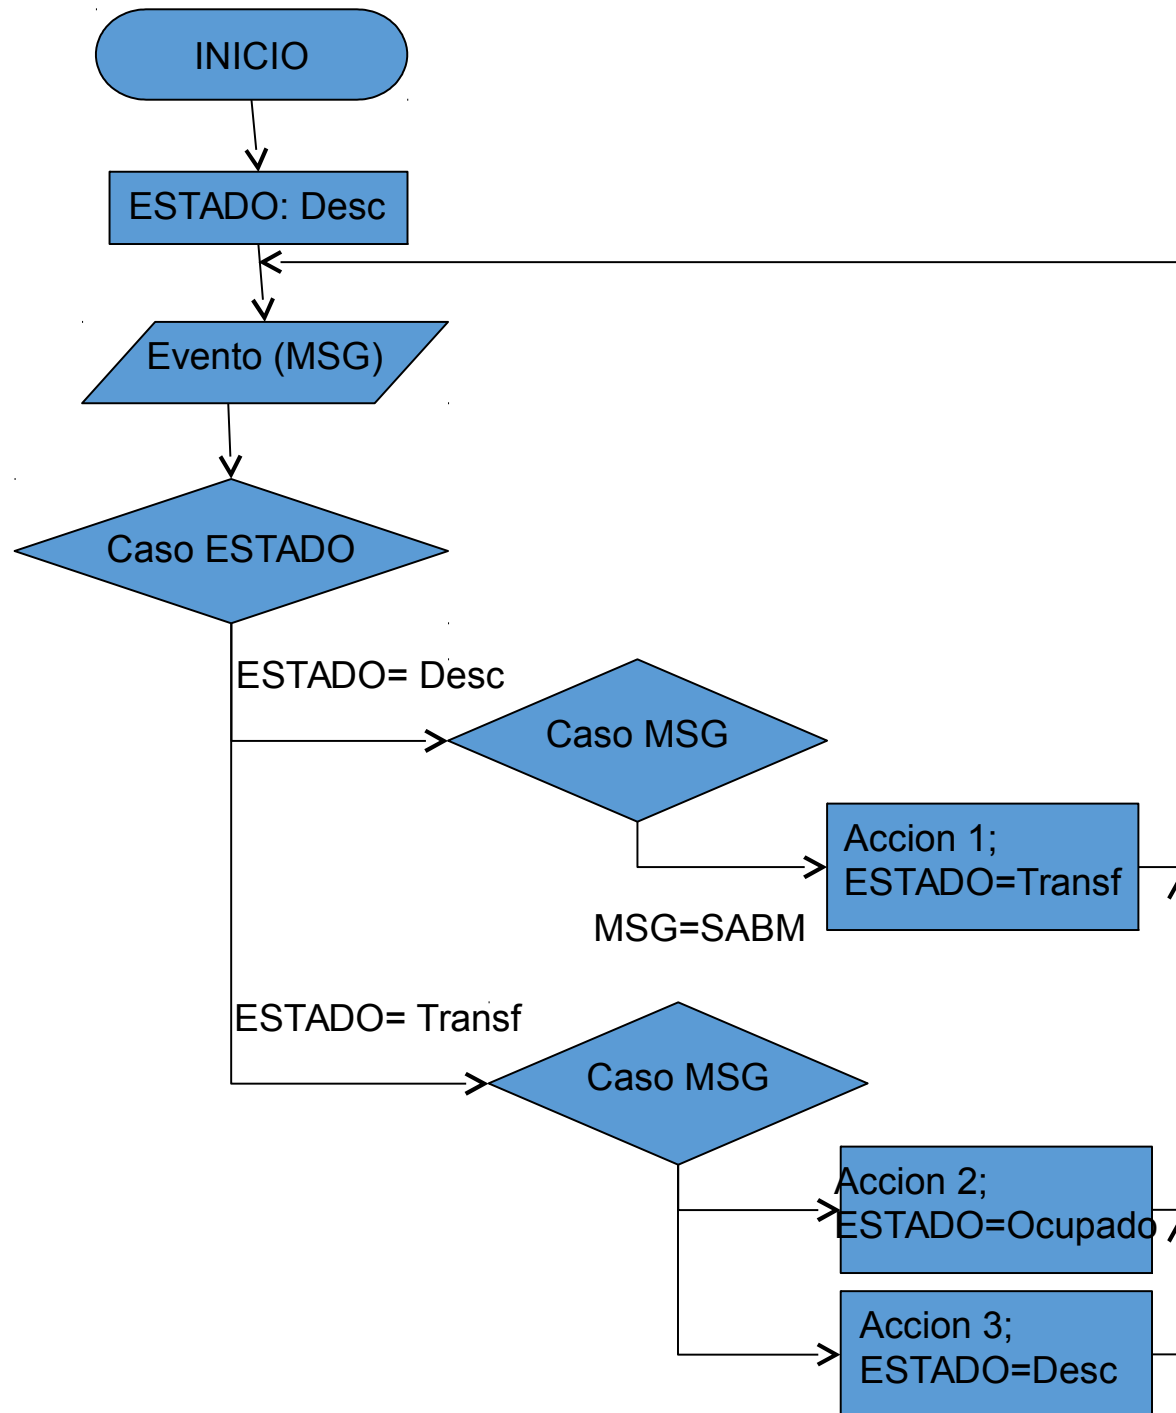 INICIO
ESTADO: Desc
Evento (MSG)
Caso ESTADO
ESTADO= Desc
Caso MSG
Accion 1;
ESTADO=Transf
MSG=SABM
ESTADO= Transf
Caso MSG
Accion 2;
ESTADO=Ocupado
Accion 3;
ESTADO=Desc